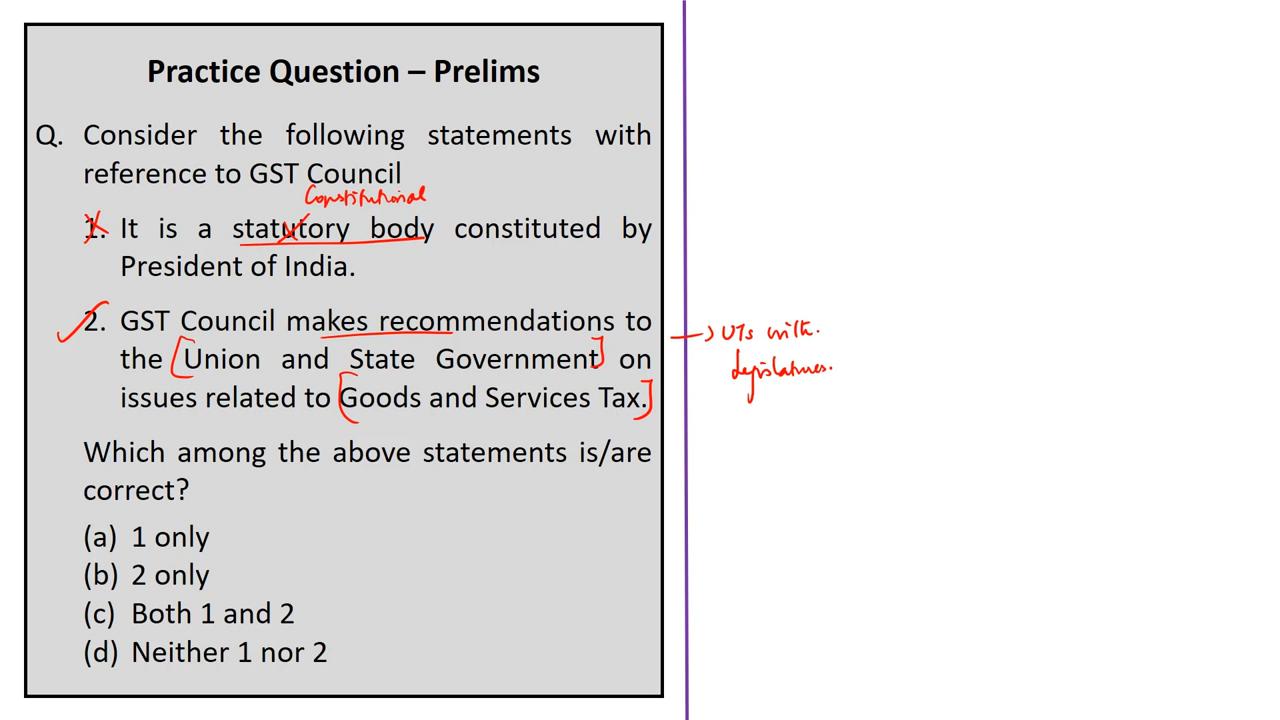 Practice Question – Prelims
Q. Consider the following statements with
reference to GST Council
Constitutional
1. It is a statutory body constituted by
President of India.
2. GST Council makes recommendations to
the [Union and State Government] on
issues related to [Goods and Services Tax.]
→ UTs with.
Legislatures.
Which among the above statements is/are
correct?
(a) 1 only
(b) 2 only
(c) Both 1 and 2
(d) Neither 1 nor 2